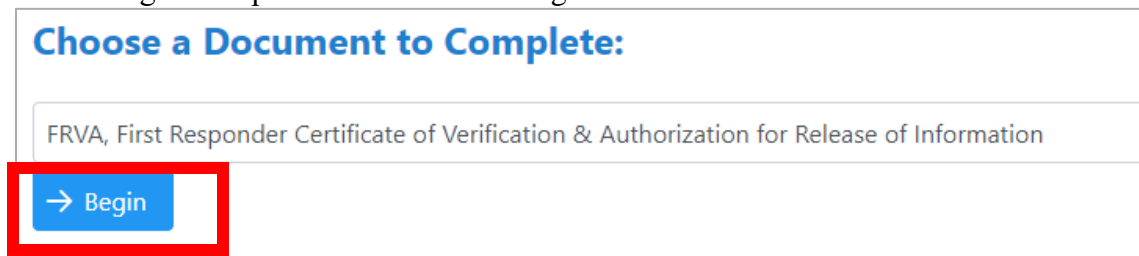 Choose a Document to Complete:
FRVA, First Responder Certificate of Verification & Authorization for Release of Information
→ Begin